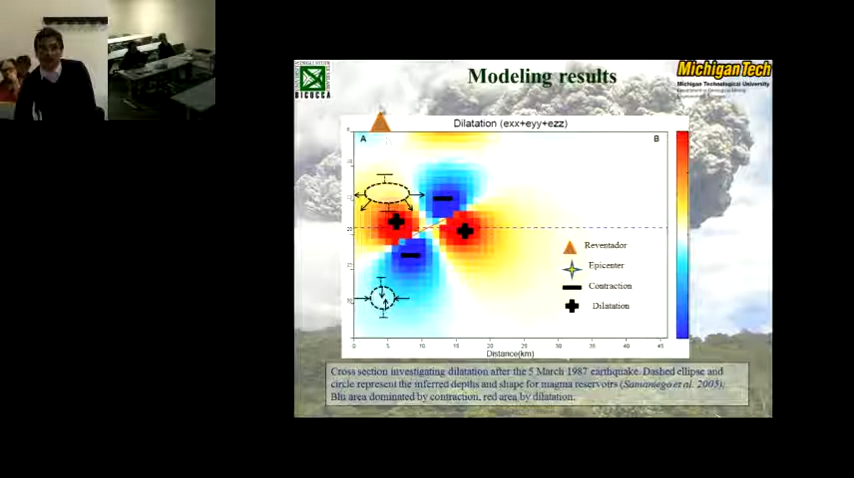 BICOCCA
Modeling results
MichiganTech
Michigan Technological University
Dilatation (exx+eyy+ezz)
A
B
Reventador
Epicenter
Contraction
Dilatation
0 5 10 15 20 25 30 35 40 45
Distance(km)
Cross section investigating dilatation after the 5 March 1987 earthquake. Dashed ellipse and
circle represent the inferred depths and shape for magma reservoirs (Samaniego et al. 2005);
Blu area dominated by contraction, red area by dilatation.